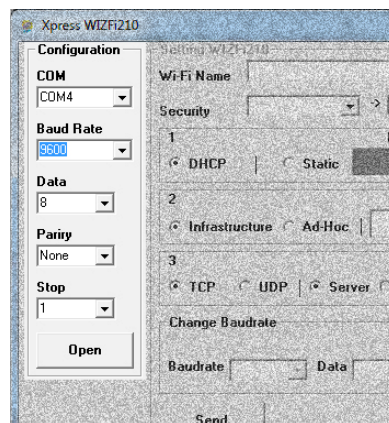 Xpress WIZFi210
Configuration
COM
COM4
Baud Rate
9600
Data
8
Pariry
None
Stop
1
Open
Setting WIZFi210
Wi-Fi Name
Security
->
1
DHCP | Static
2
Infrastructure Ad-Hoc |
3
TCP UDP | Server
Change Baudrate
Baudrate Data
Send